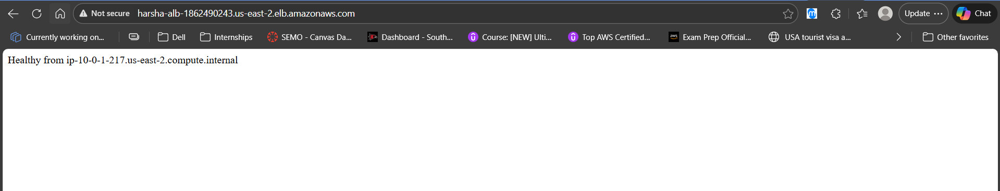 Not secure harsha-alb-1862490243.us-east-2.elb.amazonaws.com Update Chat
Currently working on... Dell Internships SEMO - Canvas Da... Dashboard - South... Course: [NEW] Ulti... Top AWS Certified... aws Exam Prep Official... USA tourist visa a... Other favorites
Healthy from ip-10-0-1-217.us-east-2.compute.internal